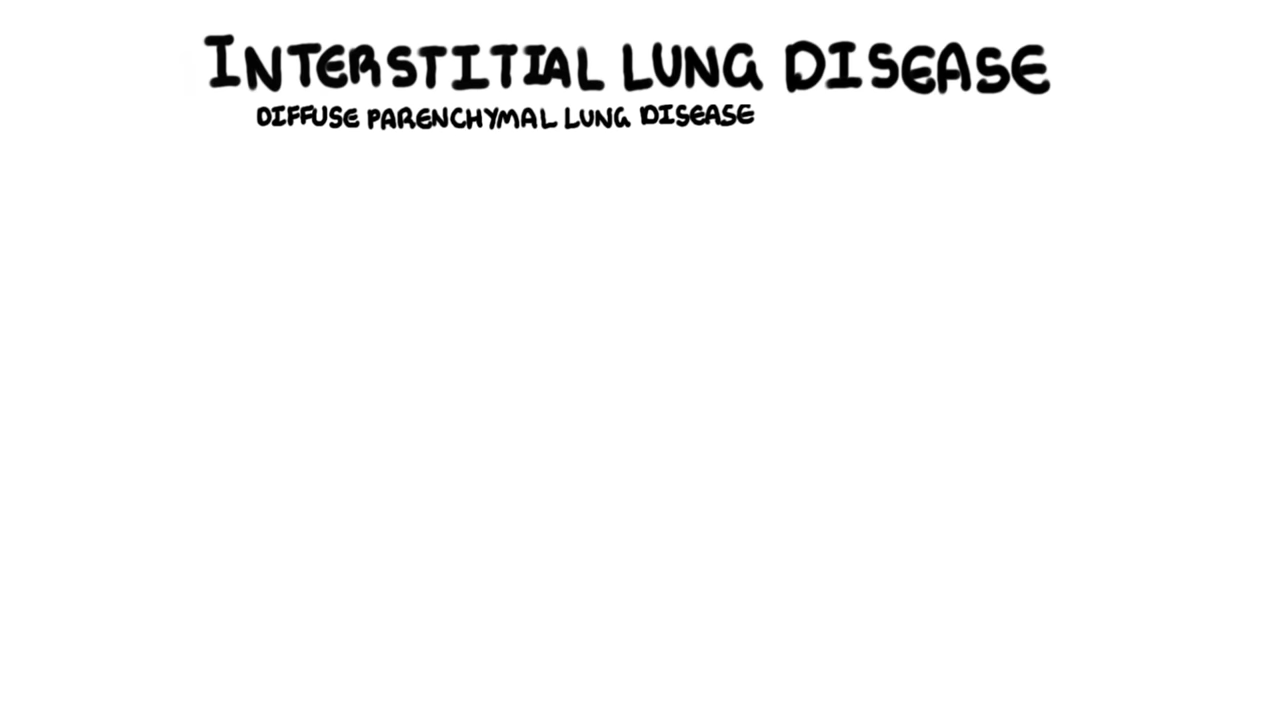 INTERSTITIAL LUNG DISEASE
DIFFUSE PARENCHYMAL LUNG DISEASE